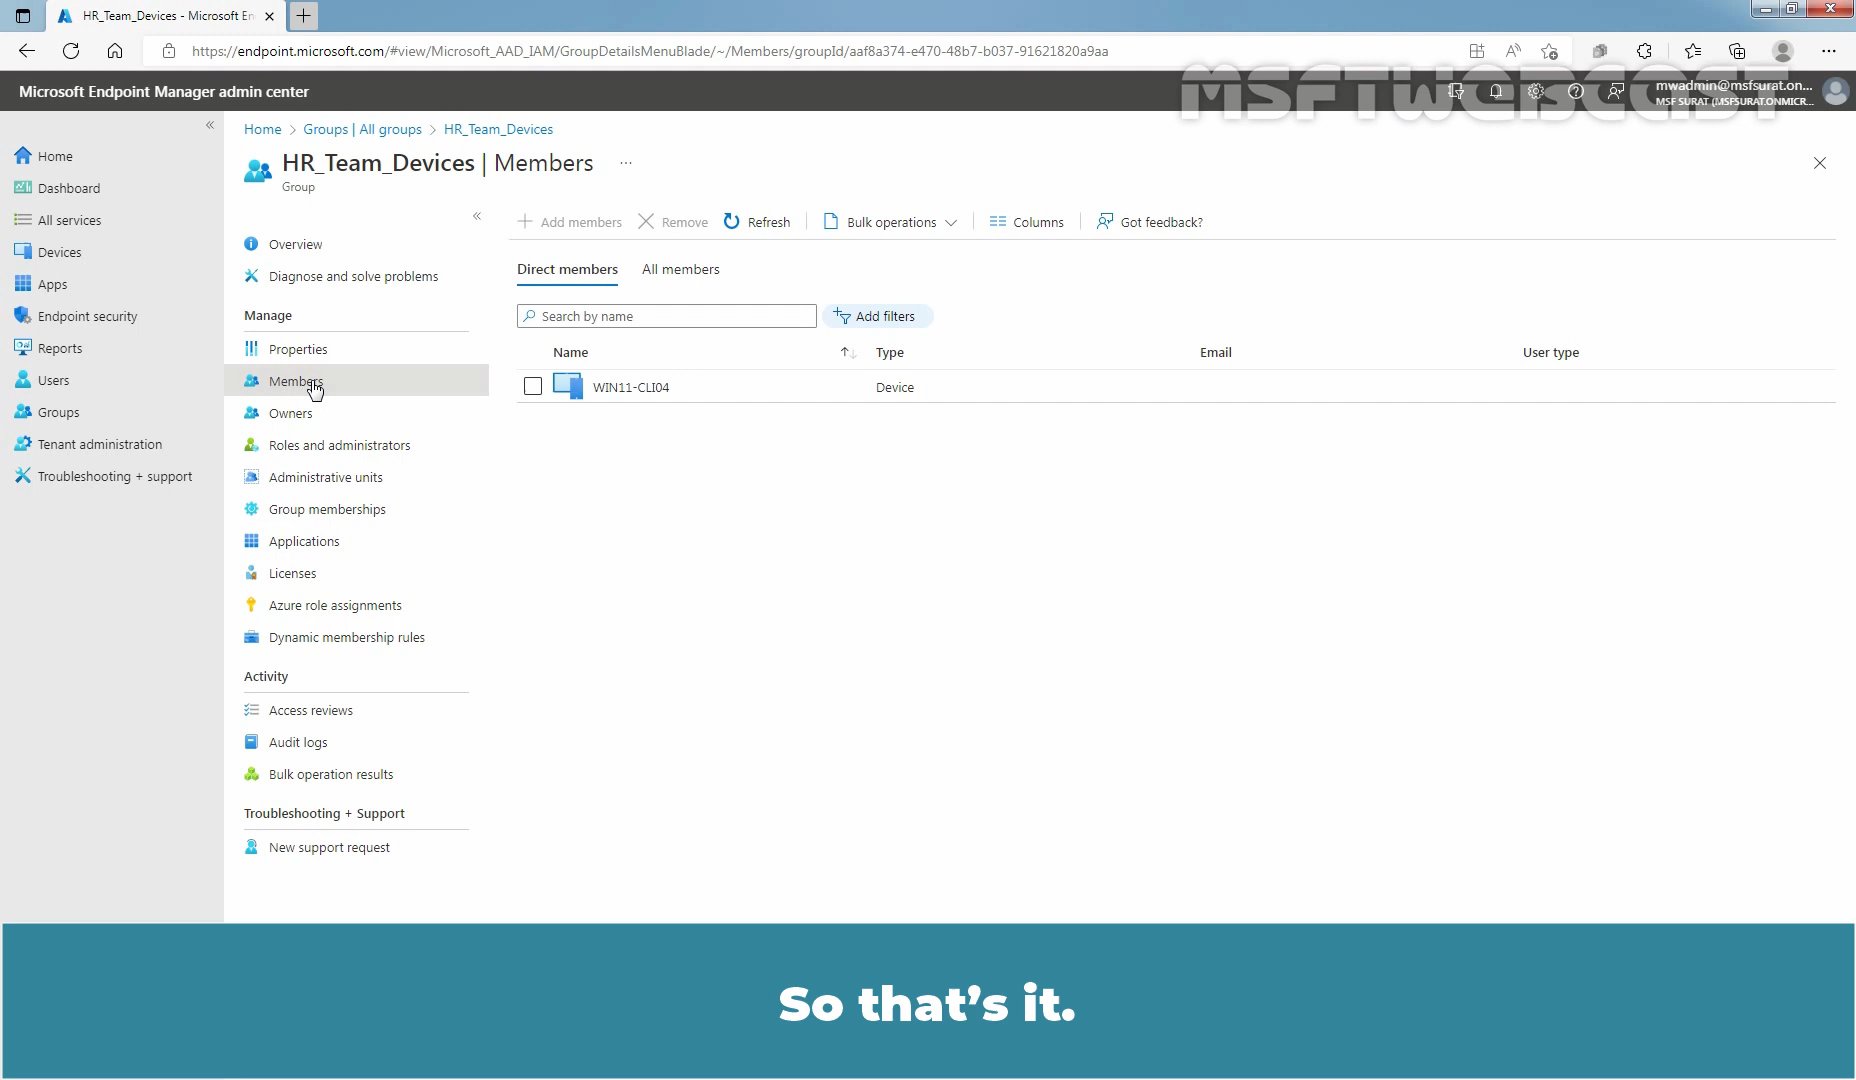 HR_Team_Devices - Microsoft En
https://endpoint.microsoft.com/#view/Microsoft_AAD_IAM/GroupDetailsMenuBlade/~/Members/groupId/aaf8a374-e470-48b7-b037-91621820a9aa
MSFTWEBCAST
Microsoft Endpoint Manager admin center
mwadmin@msfsurat.on...
MSF SURAT (MSFSURAT.ONMICR...
Home > Groups | All groups > HR_Team_Devices
HR_Team_Devices | Members ...
Group
Home
Dashboard
All services
Devices
Apps
Endpoint security
Reports
Users
Groups
Tenant administration
Troubleshooting + support
Overview
Diagnose and solve problems
Manage
Properties
Members
Owners
Roles and administrators
Administrative units
Group memberships
Applications
Licenses
Azure role assignments
Dynamic membership rules
Activity
Access reviews
Audit logs
Bulk operation results
Troubleshooting + Support
New support request
Add members Remove Refresh Bulk operations Columns Got feedback?
Direct members All members
Search by name Add filters
Name Type Email User type
WIN11-CLI04 Device
So that's it.